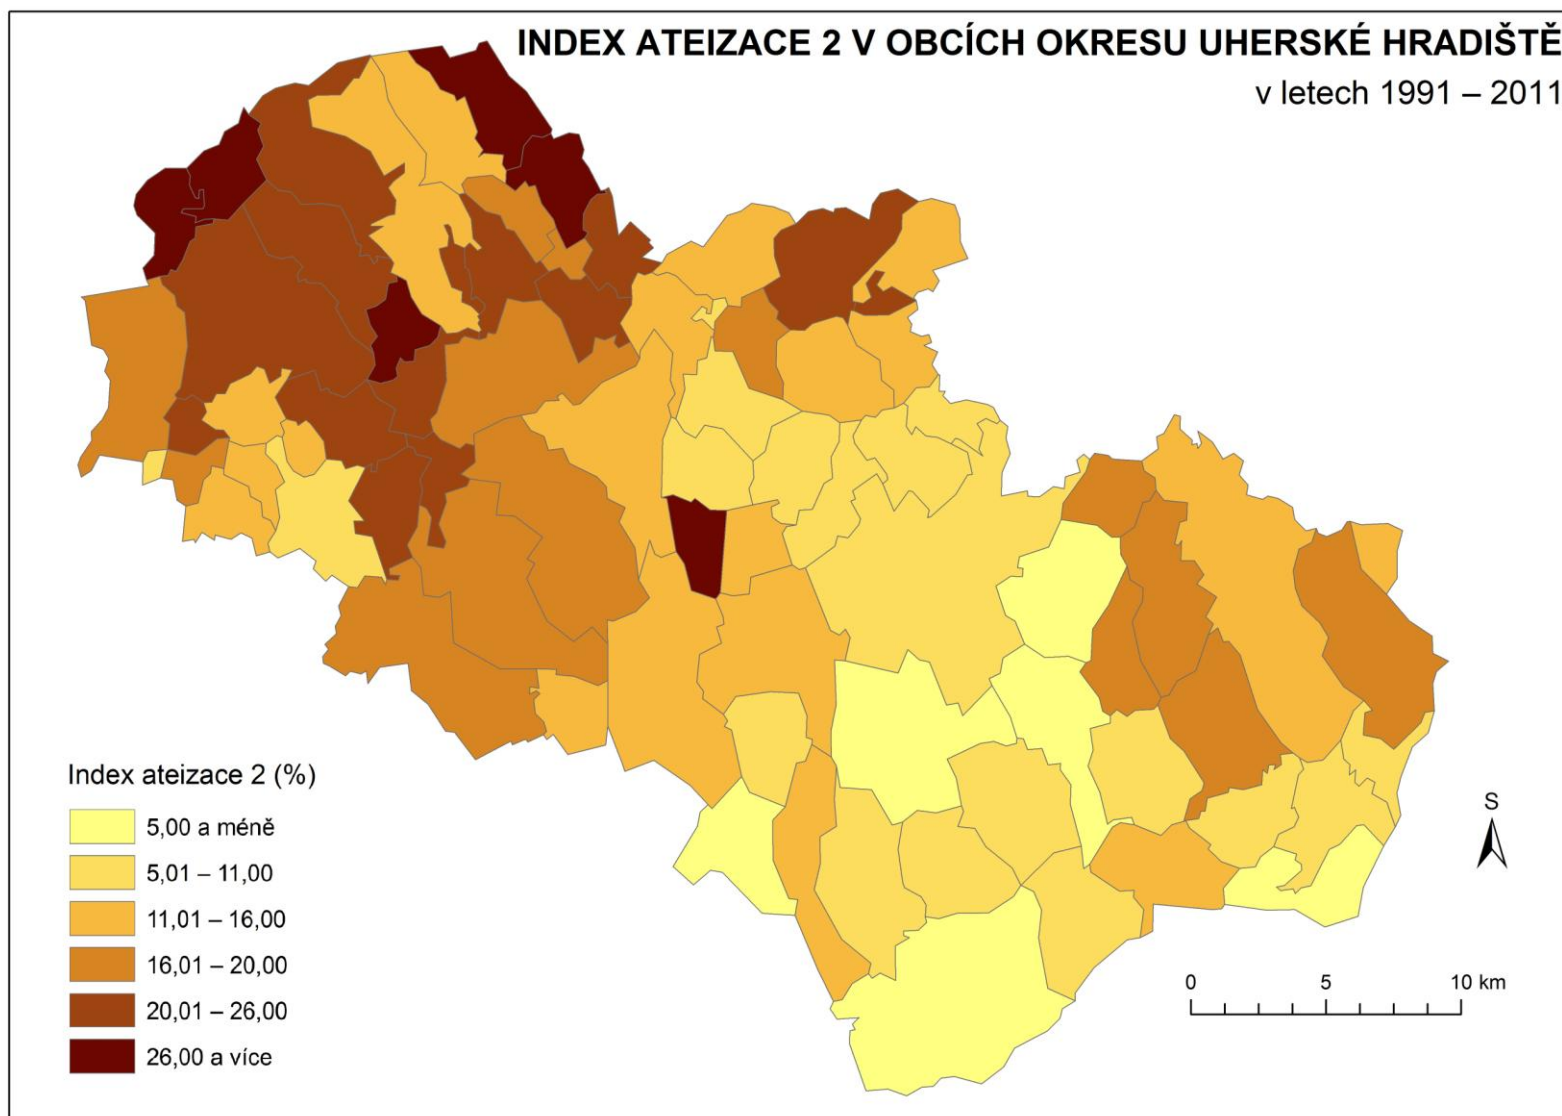 INDEX ATEIZACE 2 V OBCÍCH OKRESU UHERSKÉ HRADIŠTĚ
v letech 1991 – 2011
Index ateizace 2 (%)
5,00 a méně
5,01 – 11,00
11,01 – 16,00
16,01 – 20,00
20,01 – 26,00
26,00 a více
S
0 5 10 km